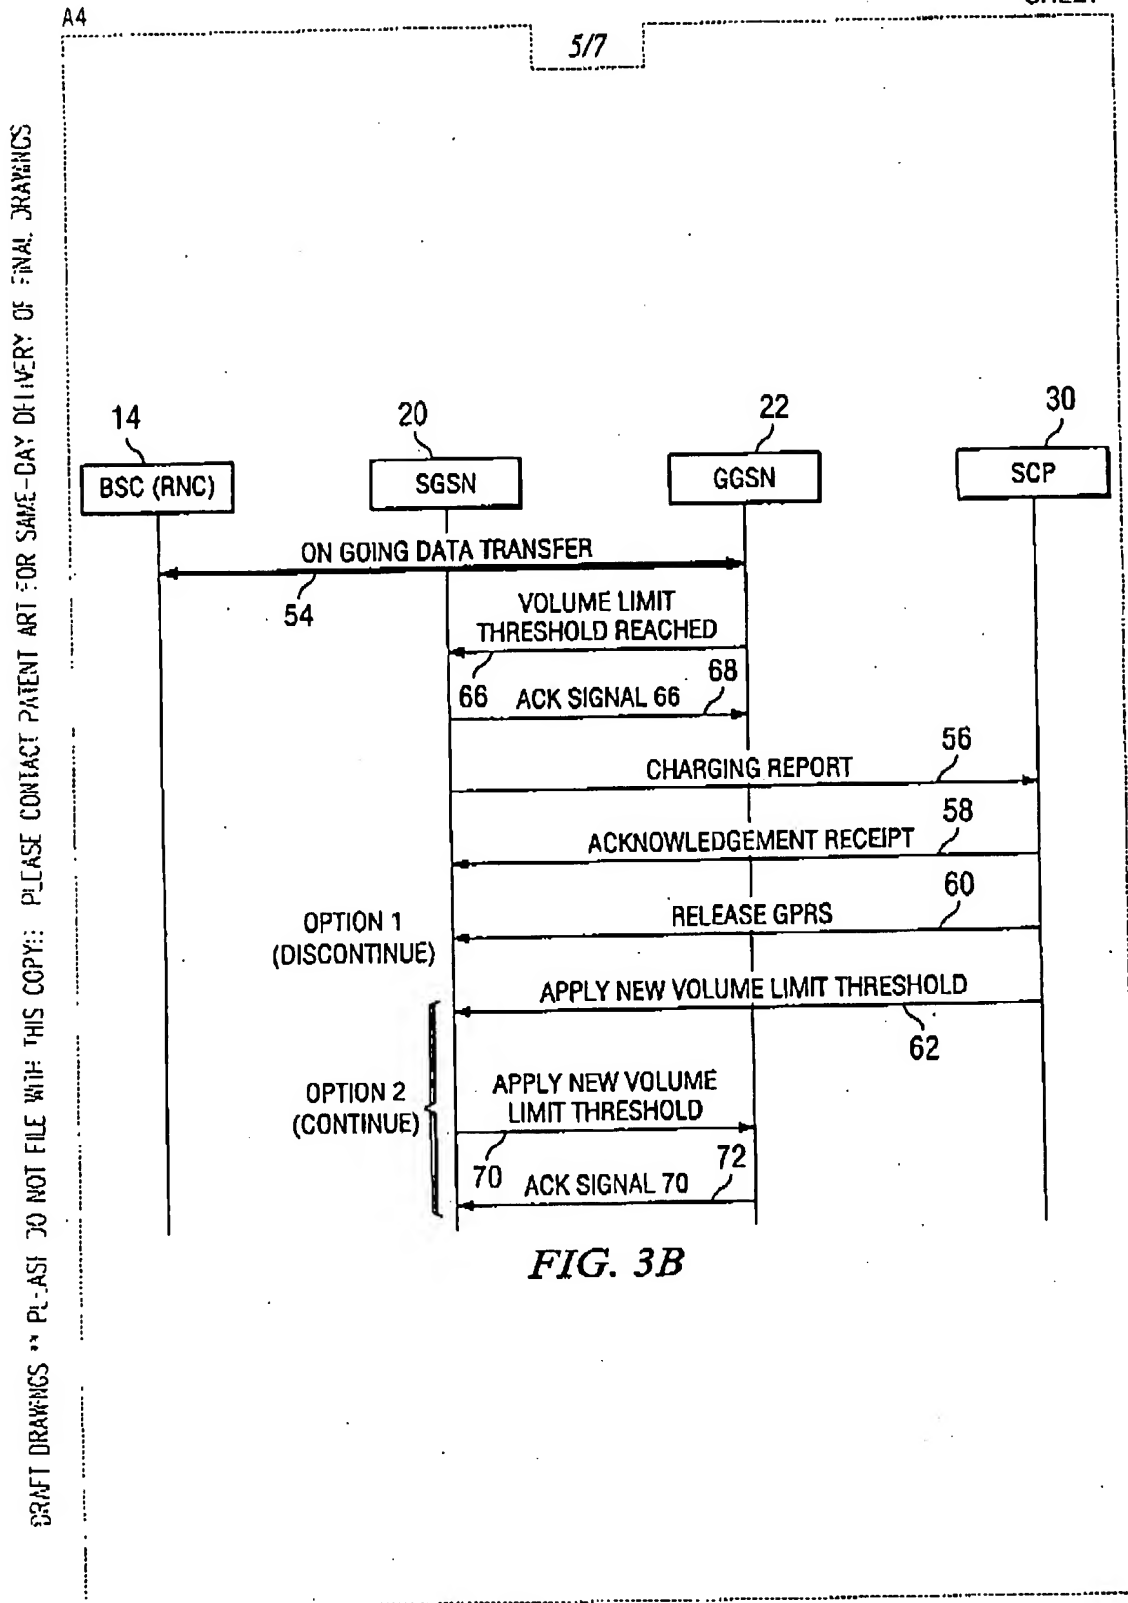 A4
5/7
DRAFT DRAWINGS ** PLEASE DO NOT FILE WITH THIS COPY!! PLEASE CONTACT PATENT ART FOR SAME-DAY DELIVERY OF FINAL DRAWINGS
14
20
22
30
BSC (RNC)
SGSN
GGSN
SCP
ON GOING DATA TRANSFER
54
VOLUME LIMIT
THRESHOLD REACHED
66
ACK SIGNAL 66
68
CHARGING REPORT
56
ACKNOWLEDGEMENT RECEIPT
58
OPTION 1
(DISCONTINUE)
RELEASE GPRS
60
APPLY NEW VOLUME LIMIT THRESHOLD
62
OPTION 2
(CONTINUE)
APPLY NEW VOLUME
LIMIT THRESHOLD
70
ACK SIGNAL 70
72
FIG. 3B